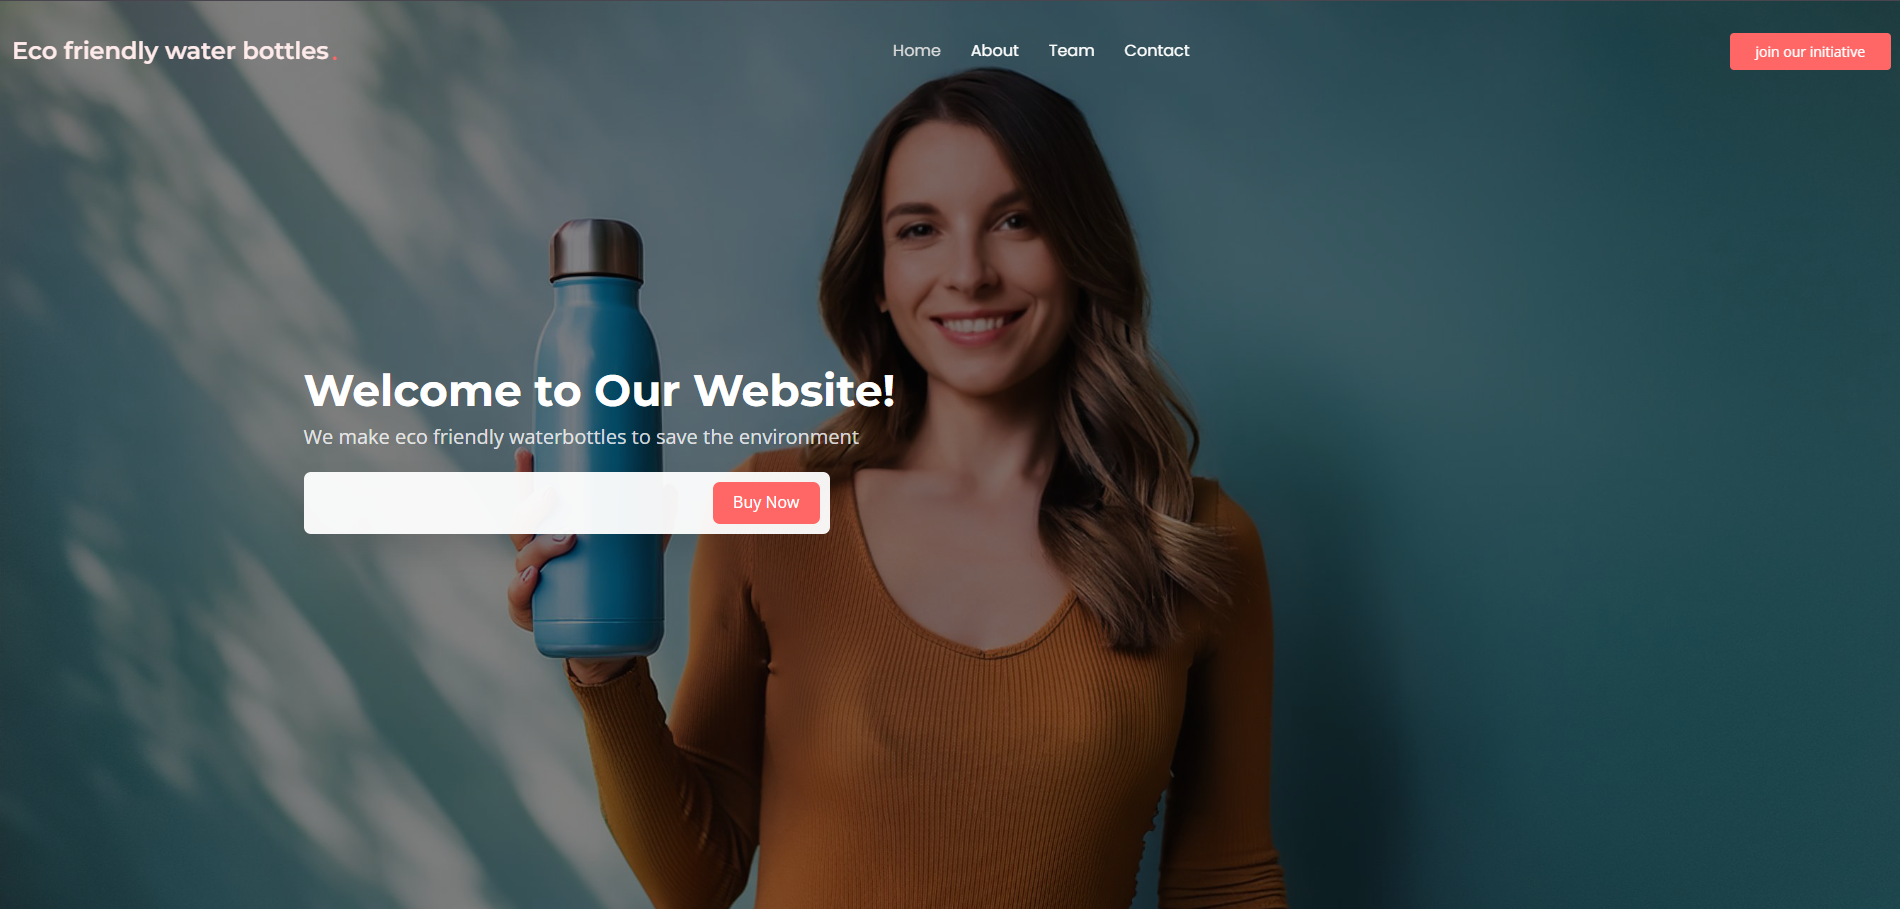 Eco friendly water bottles.
Home About Team Contact
join our initiative
Welcome to Our Website!
We make eco friendly waterbottles to save the environment
Buy Now